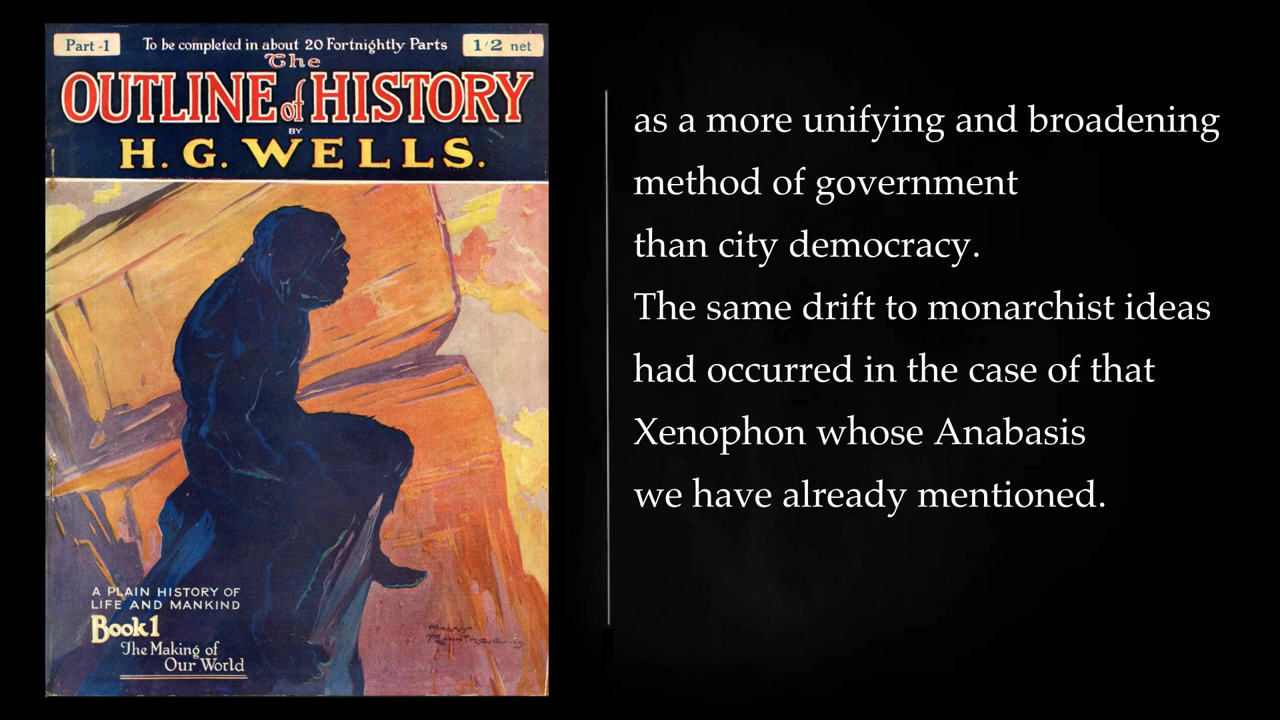 Part -1
To be completed in about 20 Fortnightly Parts
1/2 net
The
OUTLINE of HISTORY
BY
H. G. WELLS.
A PLAIN HISTORY OF
LIFE AND MANKIND
Book 1
The Making of
Our World
as a more unifying and broadening
method of government
than city democracy.
The same drift to monarchist ideas
had occurred in the case of that
Xenophon whose Anabasis
we have already mentioned.